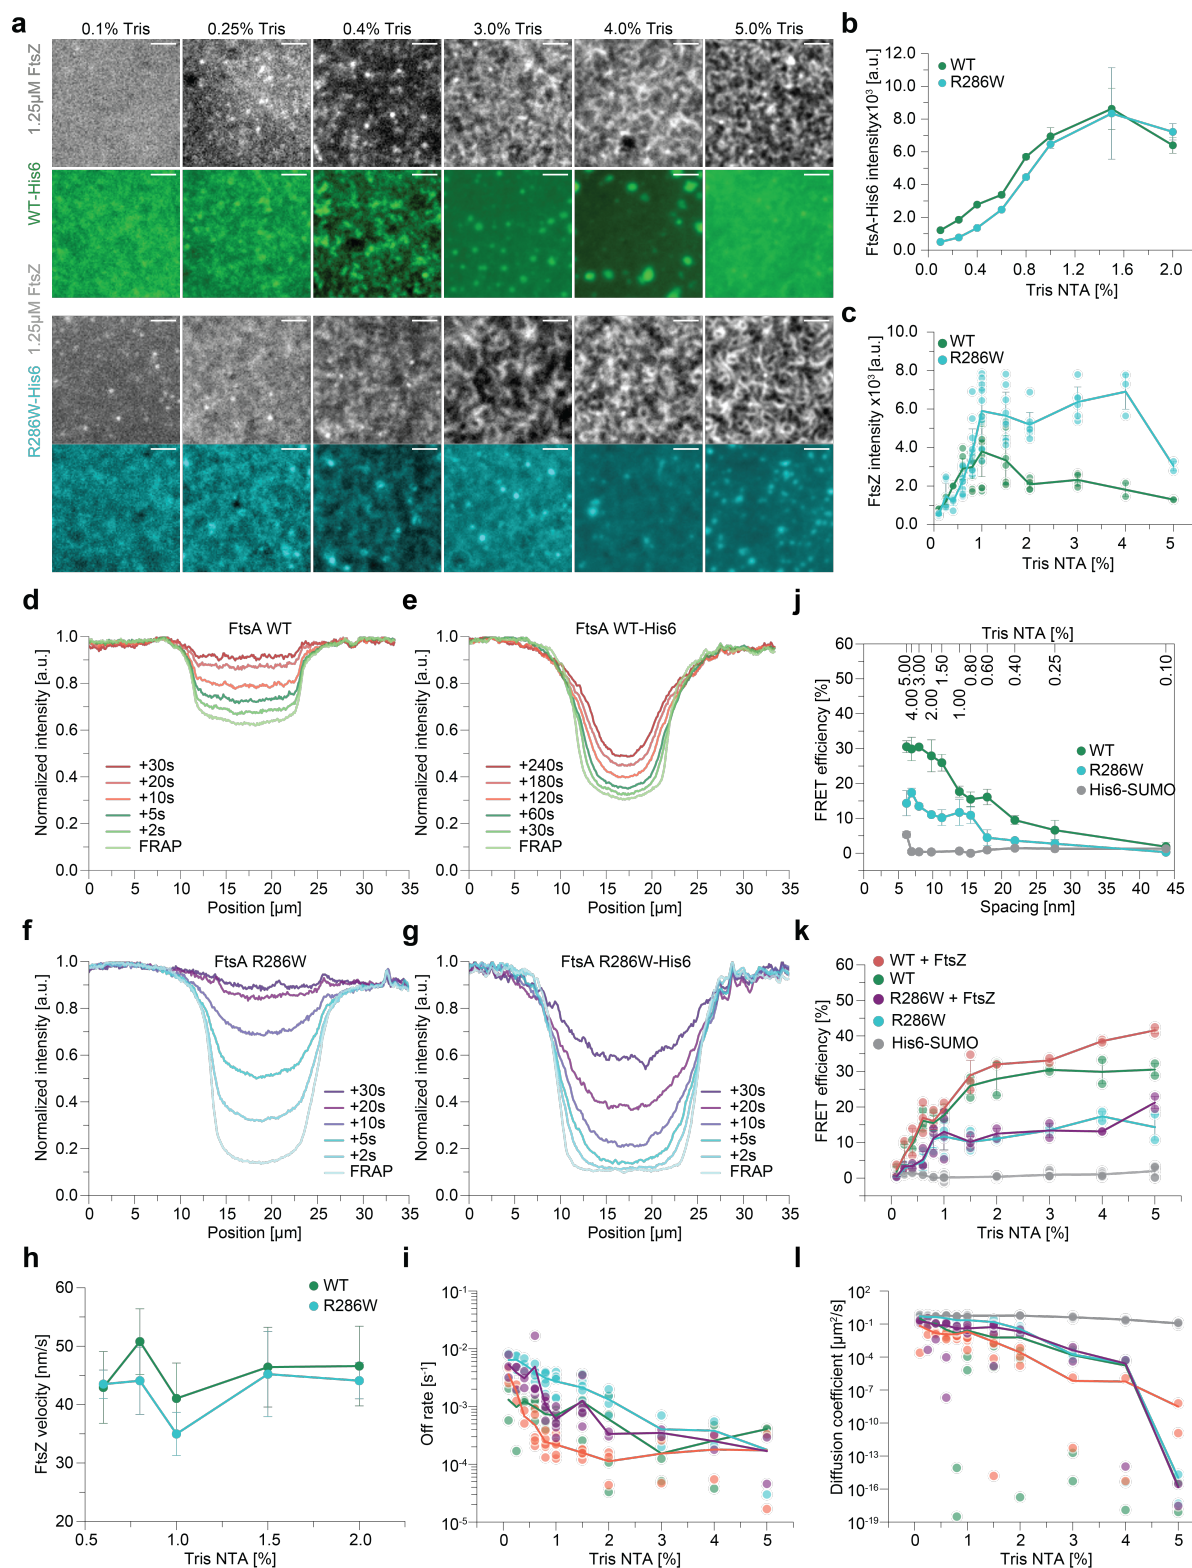 a
0.1% Tris 0.25% Tris 0.4% Tris 3.0% Tris 4.0% Tris 5.0% Tris
1.25µM FtsZ
WT-His6
1.25µM FtsZ
R286W-His6
b
FtsA-His6 intensityx10³ [a.u.]
12.0
10.0
8.0
6.0
4.0
2.0
0.0
WT
R286W
0.0 0.4 0.8 1.2 1.6 2.0
Tris NTA [%]
c
FtsZ intensity x10³ [a.u.]
10.0
8.0
6.0
4.0
2.0
0.0
WT
R286W
0 1 2 3 4 5
Tris NTA [%]
d
FtsA WT
Normalized intensity [a.u.]
1.0
0.8
0.6
0.4
0.2
0.0
+30s
+20s
+10s
+5s
+2s
FRAP
0 5 10 15 20 25 30 35
Position [µm]
e
FtsA WT-His6
Normalized intensity [a.u.]
1.0
0.8
0.6
0.4
0.2
0.0
+240s
+180s
+120s
+60s
+30s
FRAP
0 5 10 15 20 25 30 35
Position [µm]
j
Tris NTA [%]
5.00 4.00 3.00 2.00 1.50 1.00 0.80 0.60 0.40 0.25 0.10
FRET efficiency [%]
60
50
40
30
20
10
0
WT
R286W
His6-SUMO
0 5 10 15 20 25 30 35 40 45
Spacing [nm]
f
FtsA R286W
Normalized intensity [a.u.]
1.0
0.8
0.6
0.4
0.2
0.0
+30s
+20s
+10s
+5s
+2s
FRAP
0 5 10 15 20 25 30 35
Position [µm]
g
FtsA R286W-His6
Normalized intensity [a.u.]
1.0
0.8
0.6
0.4
0.2
0.0
+30s
+20s
+10s
+5s
+2s
FRAP
0 5 10 15 20 25 30 35
Position [µm]
k
FRET efficiency [%]
60
50
40
30
20
10
0
WT + FtsZ
WT
R286W + FtsZ
R286W
His6-SUMO
0 1 2 3 4 5
Tris NTA [%]
h
FtsZ velocity [nm/s]
60
50
40
30
20
WT
R286W
0.5 1.0 1.5 2.0
Tris NTA [%]
i
Off rate [s⁻¹]
10⁻¹
10⁻²
10⁻³
10⁻⁴
10⁻⁵
0 1 2 3 4 5
Tris NTA [%]
l
Diffusion coefficient [µm²/s]
10²
10⁻¹
10⁻⁴
10⁻⁷
10⁻¹⁰
10⁻¹³
10⁻¹⁶
10⁻¹⁹
0 1 2 3 4 5
Tris NTA [%]